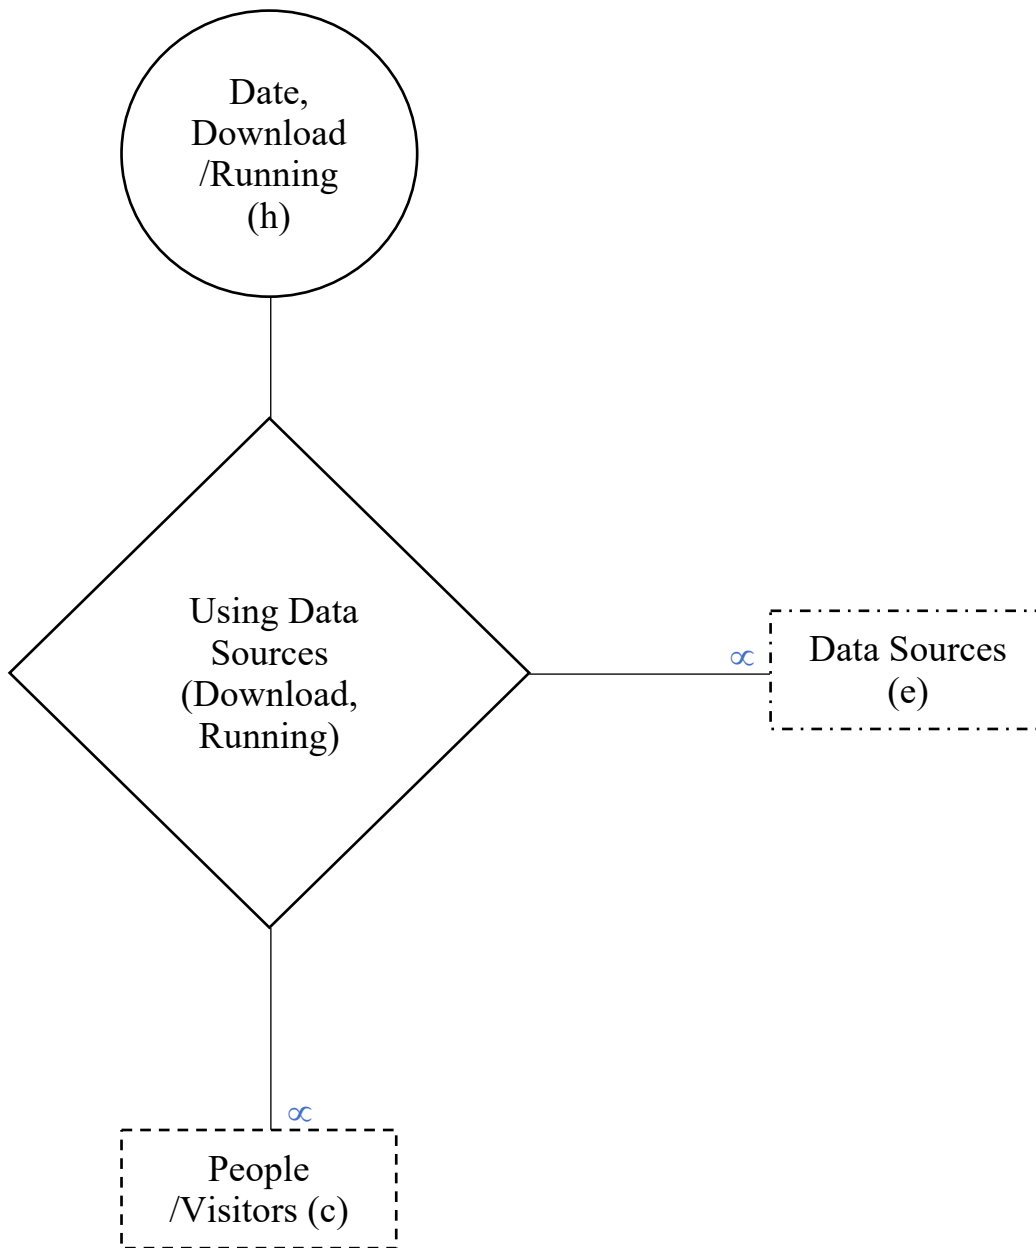 Date,
Download
/Running
(h)
Using Data
Sources
(Download,
Running)
∝
Data Sources
(e)
∝
People
/Visitors (c)